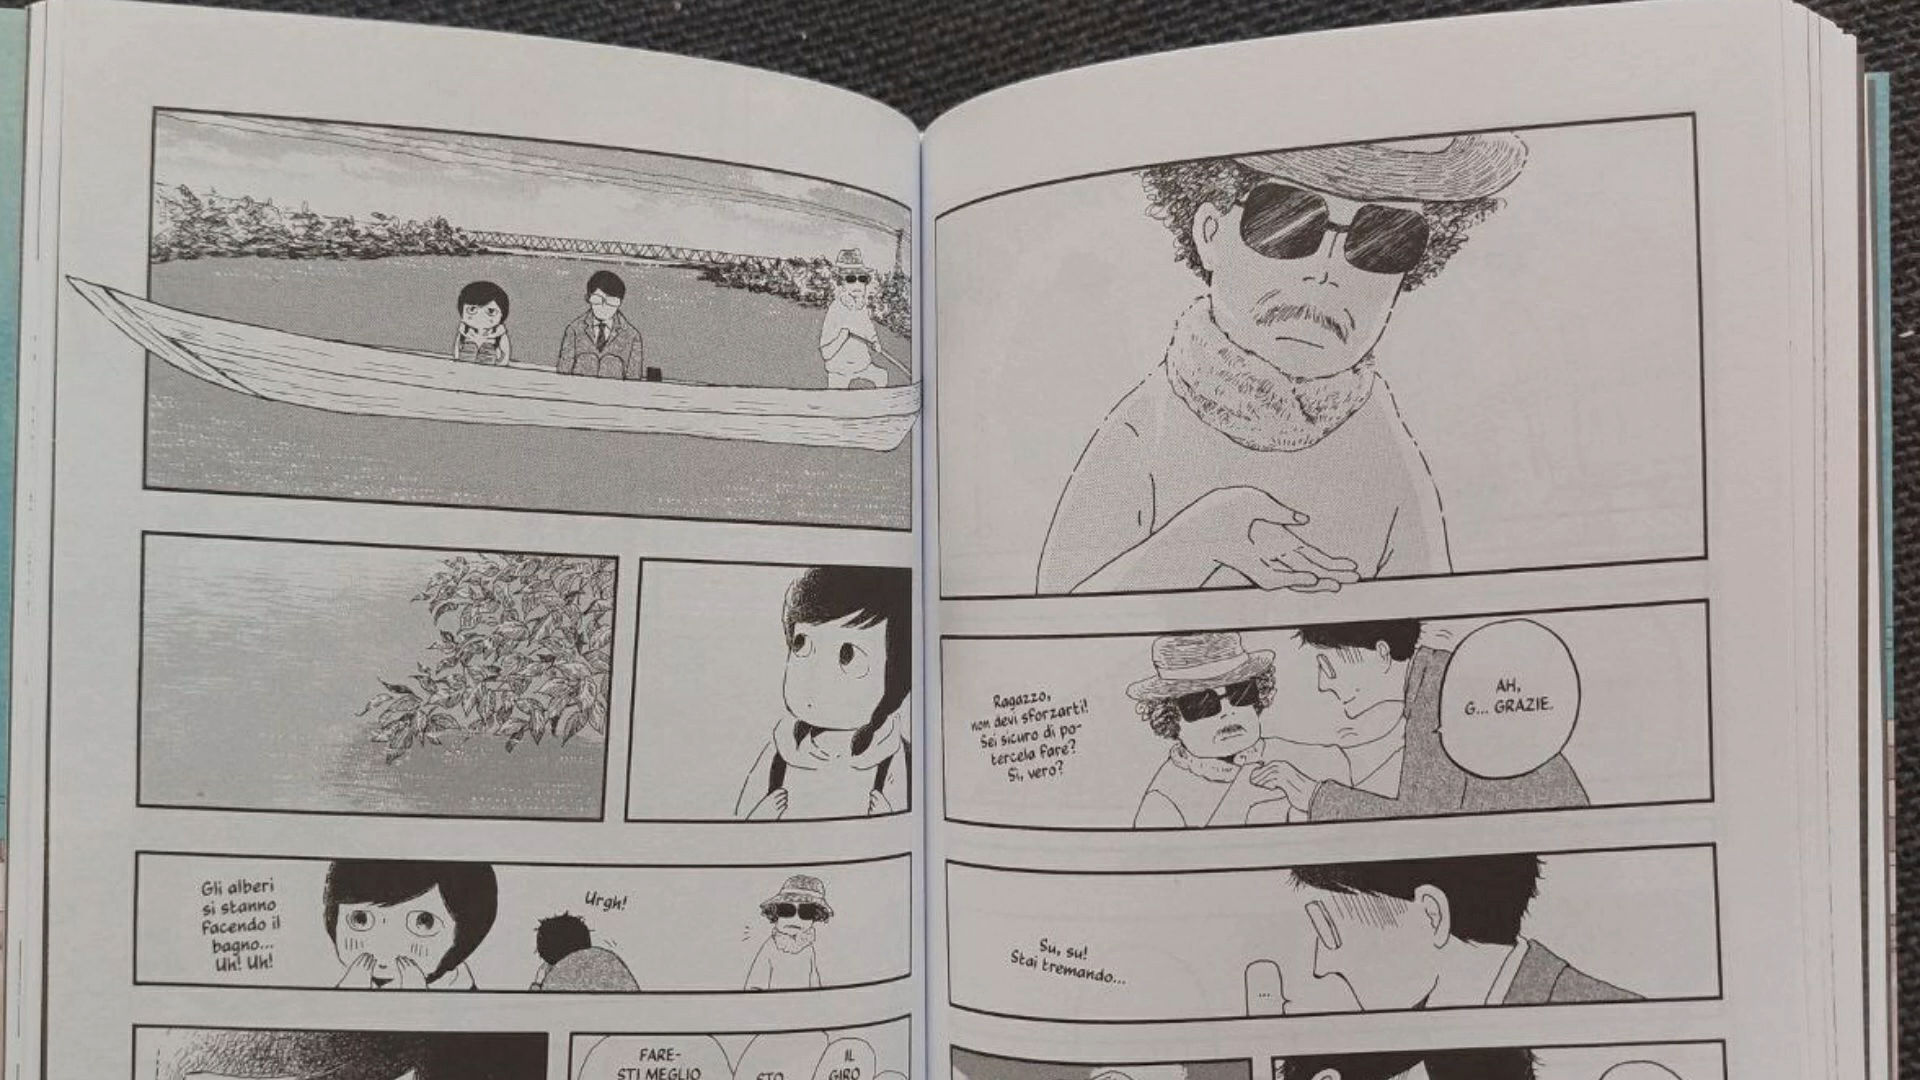 Ragazzo,
non devi sforzarti!
Sei sicuro di po-
tercela fare?
Sì, vero?
AH,
G... GRAZIE.
Su, su!
Stai tremando...
...
Gli alberi
si stanno
facendo il
bagno...
Uh! Uh!
Urgh!
FARE-
STI MEGLIO
STO
IL
GIRO